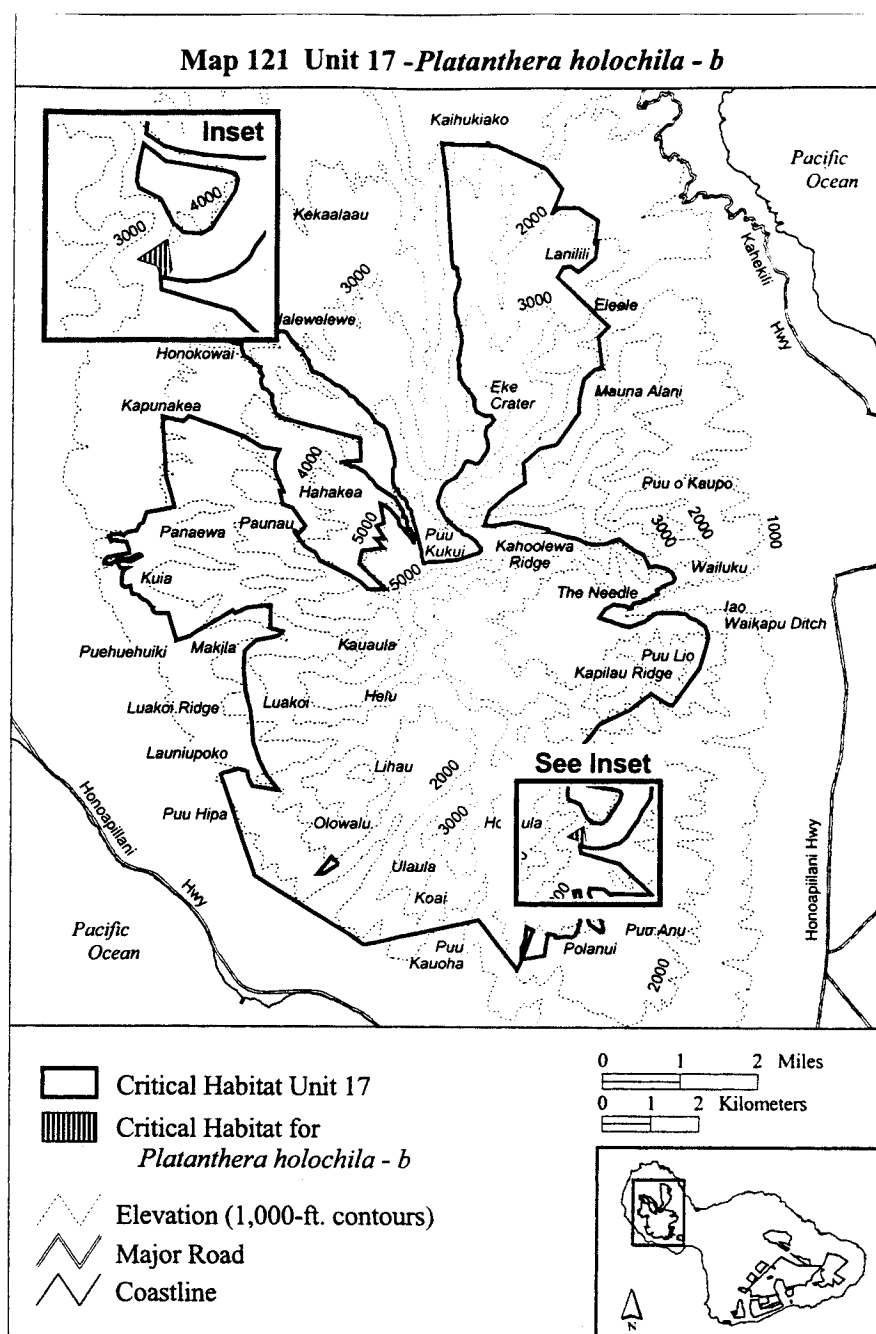 Map 121 Unit 17 - Platanthera holochila - b
Inset
3000
4000
Kaihukiako
Pacific
Ocean
Kahekili
Hwy
Kekaalaau
3000
2000
Lanilili
3000
Eleele
alewelewe
Honokowai
Kapunakea
Eke
Crater
Mauna Alani
4000
Hahakea
Puu o Kaupo
Panaewa
Paunau
5000
Puu
Kukui
Kahoolewa
Ridge
3000
2000
1000
Wailuku
5000
Kuia
The Needle
Iao
Waikapu Ditch
Puehuehuiki
Makila
Kauaula
Puu Lio
Kapilau Ridge
Luakoi Ridge
Luakoi
Helu
Launiupoko
Lihau
2000
See Inset
Puu Hipa
Olowalu
3000
Ho
ula
Honoapiilani
Hwy
Ulaula
Koai
Honoapiilani Hwy
Pacific
Ocean
Puu
Kauoha
Polanui
Puu Anu
2000
Critical Habitat Unit 17
Critical Habitat for
Platanthera holochila - b
Elevation (1,000-ft. contours)
Major Road
Coastline
0 1 2 Miles
0 1 2 Kilometers
N